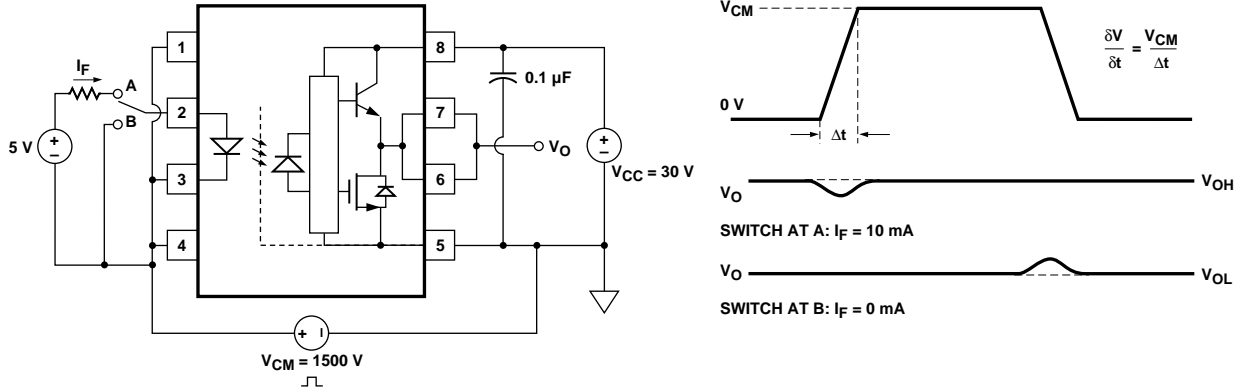 I_F
A
B
5 V
+
–
1
2
3
4
8
7
6
5
0.1 µF
V_O
+
–
V_CC = 30 V
+ –
V_CM = 1500 V
V_CM
0 V
Δt
δV/δt = V_CM/Δt
V_O V_OH
SWITCH AT A: I_F = 10 mA
V_O V_OL
SWITCH AT B: I_F = 0 mA